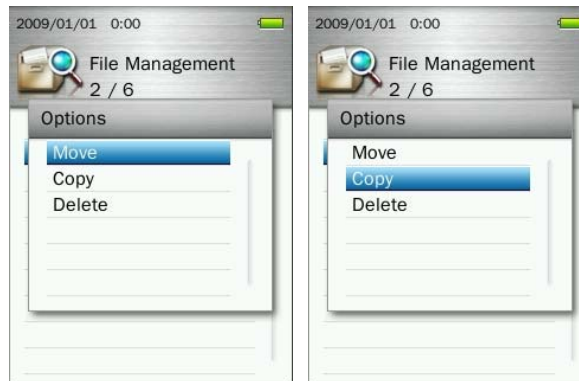 2009/01/01 0:00
File Management
2 / 6
Options
Move
Copy
Delete
2009/01/01 0:00
File Management
2 / 6
Options
Move
Copy
Delete